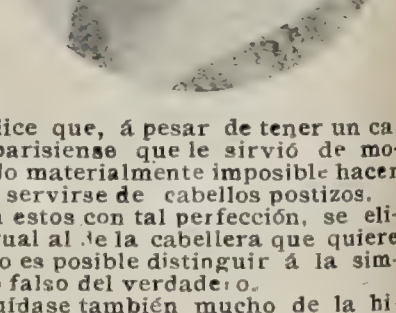 dice que, á pesar de tener un ca
parisiense que le sirvió de mo-
do materialmente imposible hacer
servirse de cabellos postizos.
n estos con tal perfección, se eli-
gual al de la cabellera que quiere
o es posible distinguir á la sim-
o falso del verdadero.
uídase también mucho de la hi